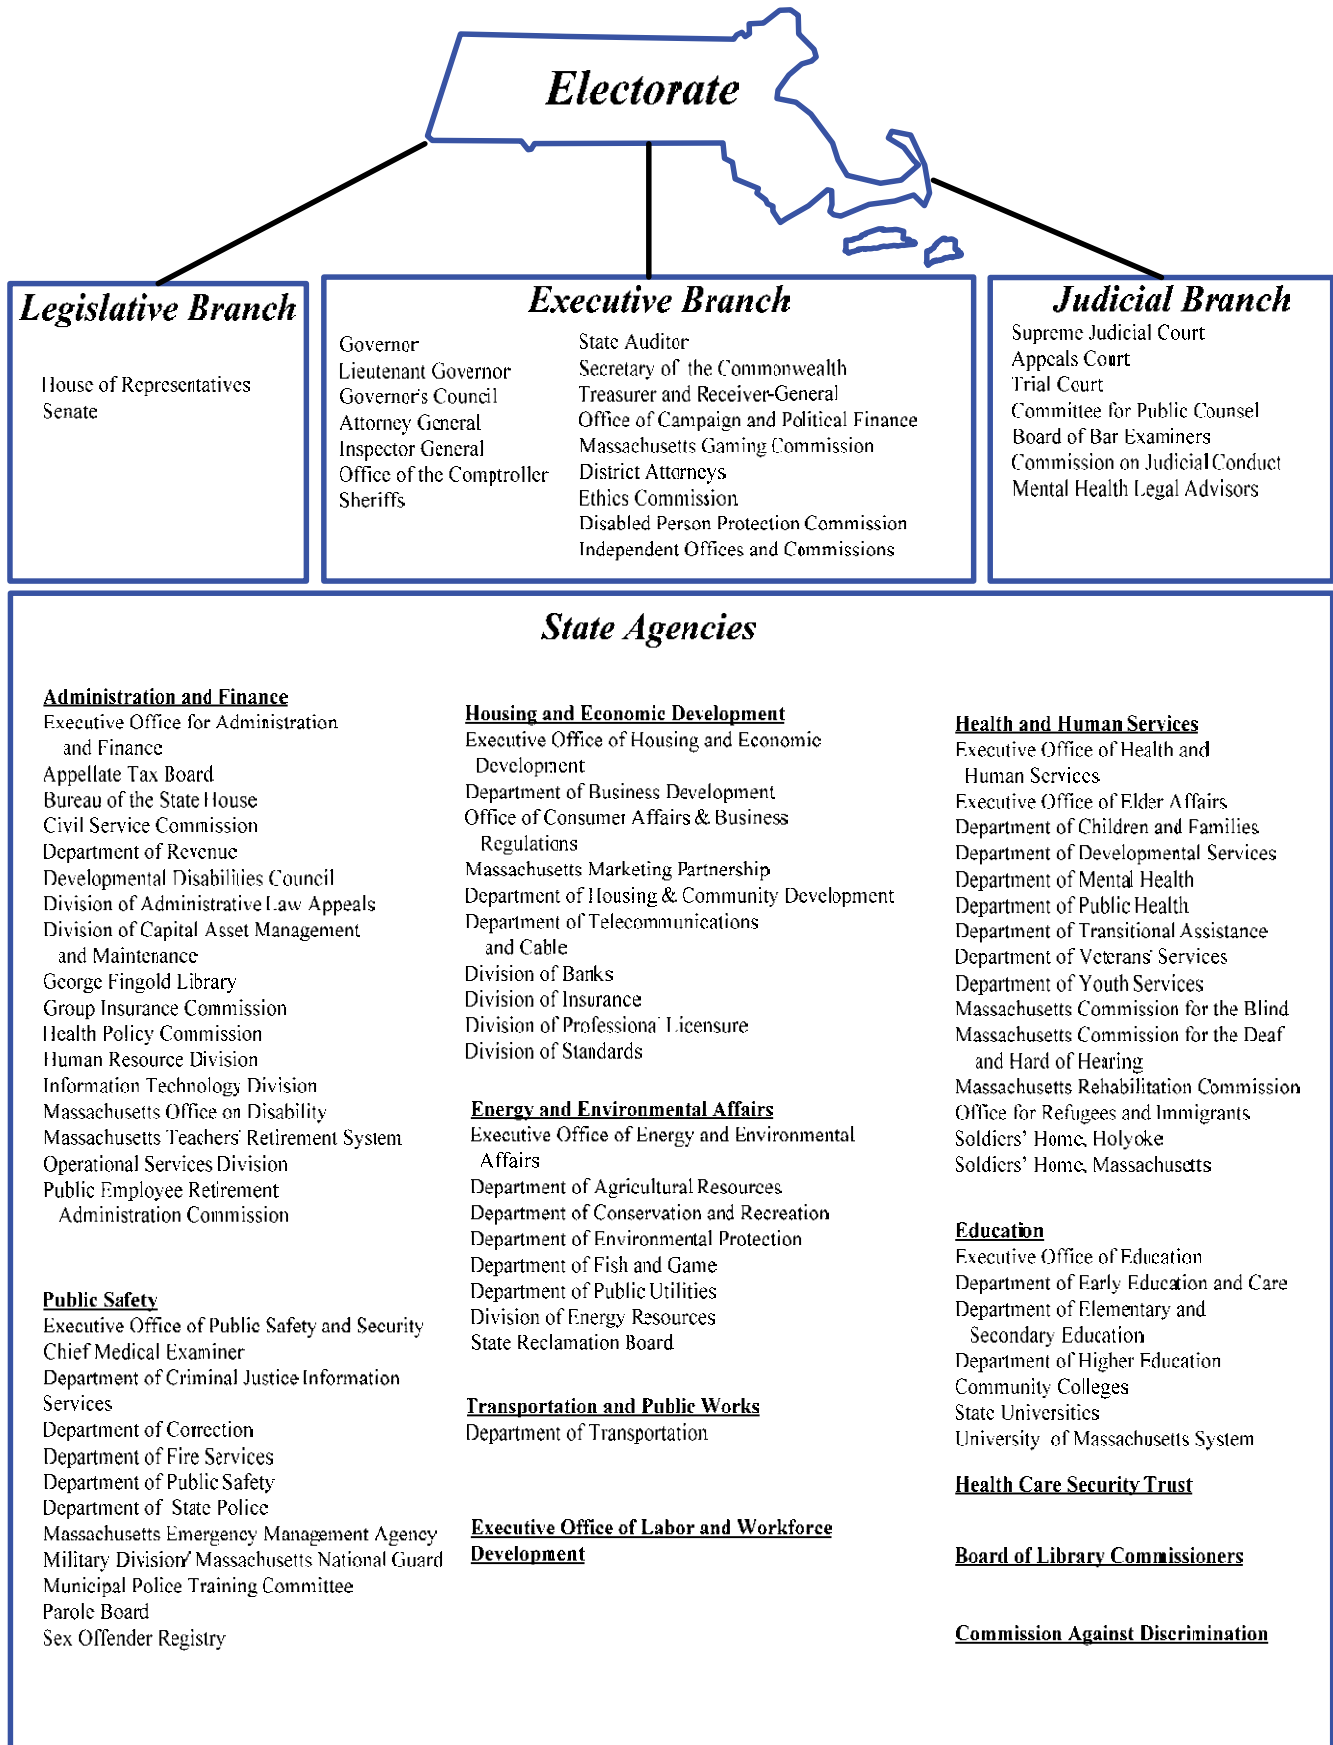 Electorate
Legislative Branch
House of Representatives
Senate
Executive Branch
Governor
Lieutenant Governor
Governor's Council
Attorney General
Inspector General
Office of the Comptroller
Sheriffs
State Auditor
Secretary of the Commonwealth
Treasurer and Receiver-General
Office of Campaign and Political Finance
Massachusetts Gaming Commission
District Attorneys
Ethics Commission
Disabled Person Protection Commission
Independent Offices and Commissions
Judicial Branch
Supreme Judicial Court
Appeals Court
Trial Court
Committee for Public Counsel
Board of Bar Examiners
Commission on Judicial Conduct
Mental Health Legal Advisors
State Agencies
Administration and Finance
Executive Office for Administration
and Finance
Appellate Tax Board
Bureau of the State House
Civil Service Commission
Department of Revenue
Developmental Disabilities Council
Division of Administrative Law Appeals
Division of Capital Asset Management
and Maintenance
George Fingold Library
Group Insurance Commission
Health Policy Commission
Human Resource Division
Information Technology Division
Massachusetts Office on Disability
Massachusetts Teachers' Retirement System
Operational Services Division
Public Employee Retirement
Administration Commission
Public Safety
Executive Office of Public Safety and Security
Chief Medical Examiner
Department of Criminal Justice Information
Services
Department of Correction
Department of Fire Services
Department of Public Safety
Department of State Police
Massachusetts Emergency Management Agency
Military Division/ Massachusetts National Guard
Municipal Police Training Committee
Parole Board
Sex Offender Registry
Housing and Economic Development
Executive Office of Housing and Economic
Development
Department of Business Development
Office of Consumer Affairs & Business
Regulations
Massachusetts Marketing Partnership
Department of Housing & Community Development
Department of Telecommunications
and Cable
Division of Banks
Division of Insurance
Division of Professional Licensure
Division of Standards
Energy and Environmental Affairs
Executive Office of Energy and Environmental
Affairs
Department of Agricultural Resources
Department of Conservation and Recreation
Department of Environmental Protection
Department of Fish and Game
Department of Public Utilities
Division of Energy Resources
State Reclamation Board
Transportation and Public Works
Department of Transportation
Executive Office of Labor and Workforce
Development
Health and Human Services
Executive Office of Health and
Human Services
Executive Office of Elder Affairs
Department of Children and Families
Department of Developmental Services
Department of Mental Health
Department of Public Health
Department of Transitional Assistance
Department of Veterans' Services
Department of Youth Services
Massachusetts Commission for the Blind
Massachusetts Commission for the Deaf
and Hard of Hearing
Massachusetts Rehabilitation Commission
Office for Refugees and Immigrants
Soldiers' Home, Holyoke
Soldiers' Home, Massachusetts
Education
Executive Office of Education
Department of Early Education and Care
Department of Elementary and
Secondary Education
Department of Higher Education
Community Colleges
State Universities
University of Massachusetts System
Health Care Security Trust
Board of Library Commissioners
Commission Against Discrimination